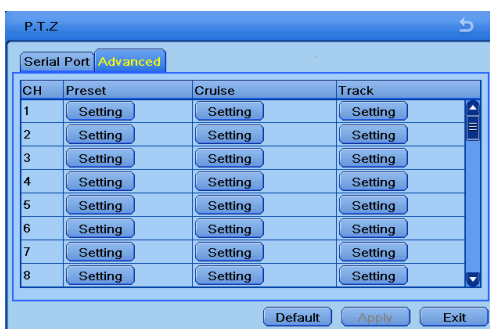 P.T.Z
Serial Port Advanced
CH Preset Cruise Track
1 Setting Setting Setting
2 Setting Setting Setting
3 Setting Setting Setting
4 Setting Setting Setting
5 Setting Setting Setting
6 Setting Setting Setting
7 Setting Setting Setting
8 Setting Setting Setting
Default Apply Exit